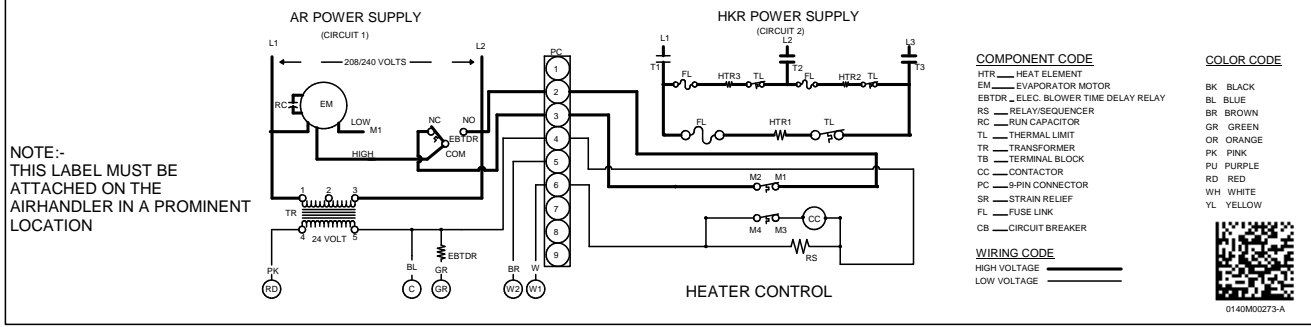 AR POWER SUPPLY
(CIRCUIT 1)
L1
L2
208/240 VOLTS
RC
EM
LOW
M1
HIGH
NC
NO
EBTDR
COM
1
2
3
TR
4
24 VOLT
5
PK
RD
BL
C
EBTDR
GR
GR
BR
W2
W
W1
PC
1
2
3
4
5
6
7
8
9
HKR POWER SUPPLY
(CIRCUIT 2)
L1
L2
L3
T1
T2
T3
FL
HTR3
TL
FL
HTR2
TL
FL
HTR1
TL
M2
M1
M4
M3
CC
RS
HEATER CONTROL
NOTE:-
THIS LABEL MUST BE
ATTACHED ON THE
AIRHANDLER IN A PROMINENT
LOCATION
COMPONENT CODE
HTR HEAT ELEMENT
EM EVAPORATOR MOTOR
EBTDR ELEC. BLOWER TIME DELAY RELAY
RS RELAY/SEQUENCER
RC RUN CAPACITOR
TL THERMAL LIMIT
TR TRANSFORMER
TB TERMINAL BLOCK
CC CONTACTOR
PC 9-PIN CONNECTOR
SR STRAIN RELIEF
FL FUSE LINK
CB CIRCUIT BREAKER
WIRING CODE
HIGH VOLTAGE
LOW VOLTAGE
COLOR CODE
BK BLACK
BL BLUE
BR BROWN
GR GREEN
OR ORANGE
PK PINK
PU PURPLE
RD RED
WH WHITE
YL YELLOW
0140M00273-A